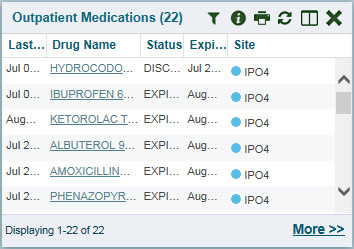 Outpatient Medications (22)
Last... Drug Name Status Expi... Site
Jul 0... HYDROCODO... DISC... Jul 2... IPO4
Jul 0... IBUPROFEN 6... EXPI... Aug... IPO4
Aug... KETOROLAC T... EXPI... Aug... IPO4
Jul 2... ALBUTEROL 9... EXPI... Aug... IPO4
Jul 2... AMOXICILLIN... EXPI... Aug... IPO4
Jul 2... PHENAZOPYR... EXPI... Aug... IPO4
Displaying 1-22 of 22 More >>